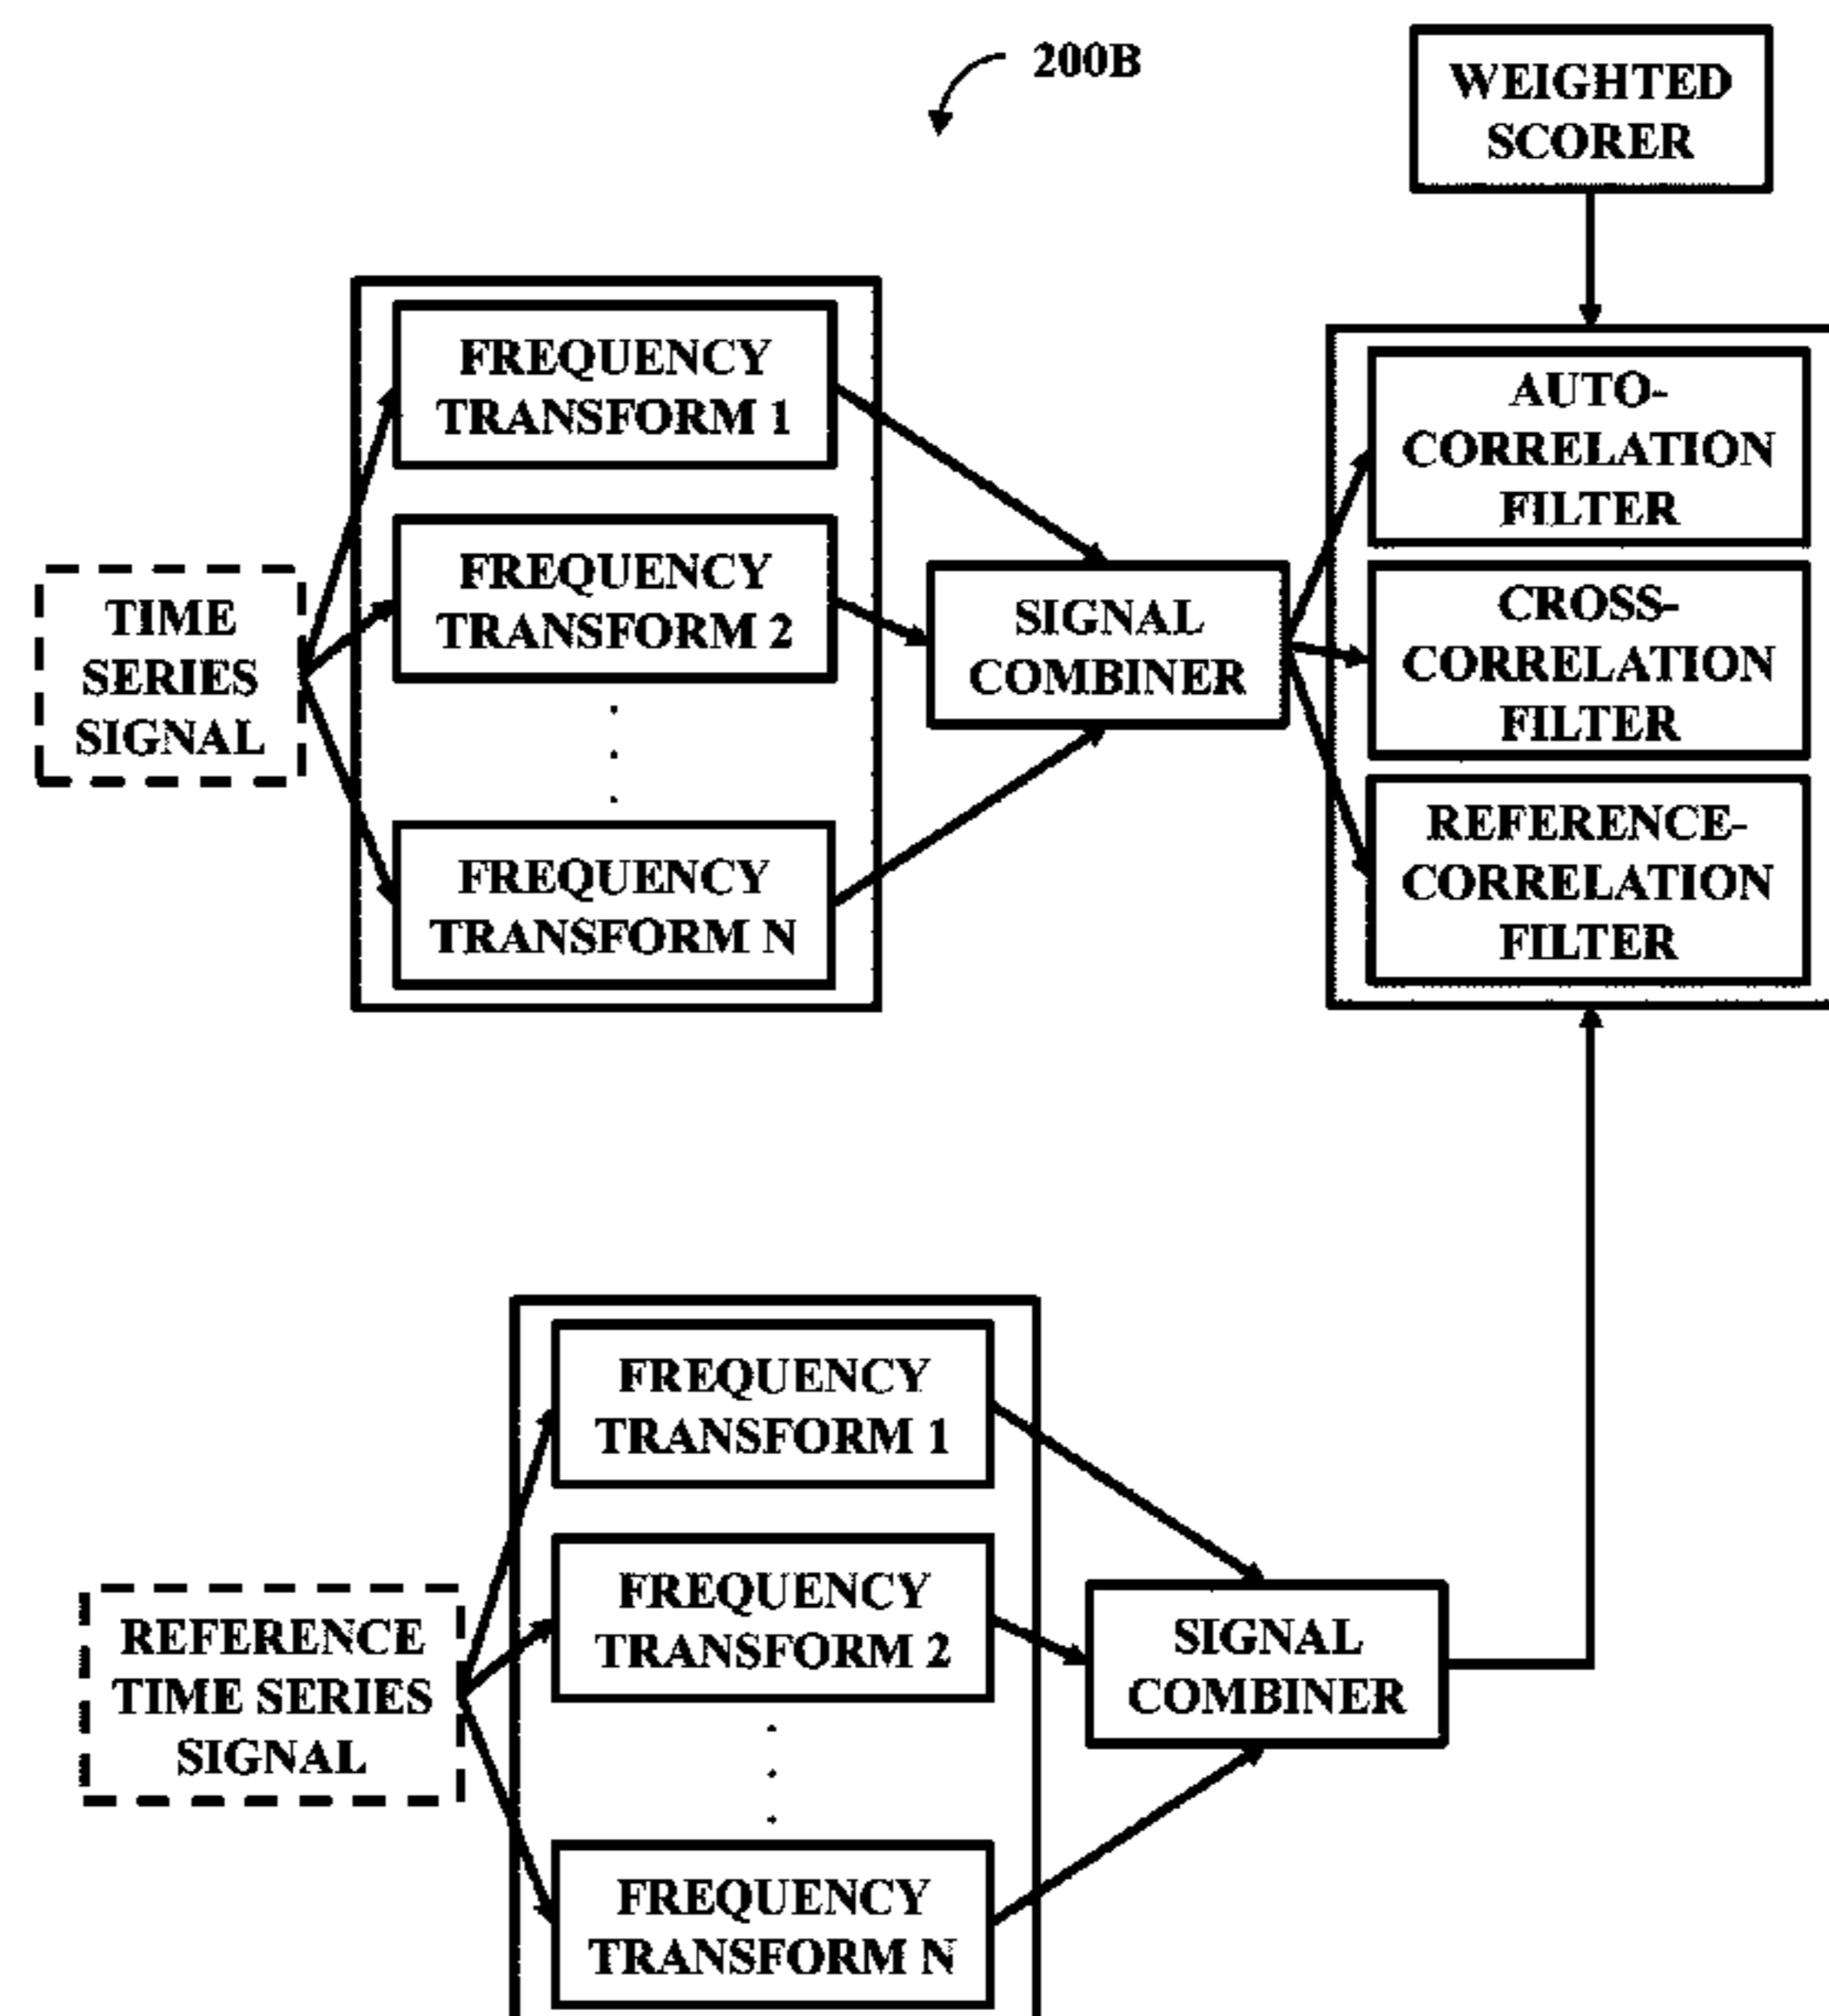 200B
WEIGHTED
SCORER
FREQUENCY
TRANSFORM 1
FREQUENCY
TRANSFORM 2
.
.
.
FREQUENCY
TRANSFORM N
TIME
SERIES
SIGNAL
SIGNAL
COMBINER
AUTO-
CORRELATION
FILTER
CROSS-
CORRELATION
FILTER
REFERENCE-
CORRELATION
FILTER
FREQUENCY
TRANSFORM 1
FREQUENCY
TRANSFORM 2
.
.
.
FREQUENCY
TRANSFORM N
REFERENCE
TIME SERIES
SIGNAL
SIGNAL
COMBINER